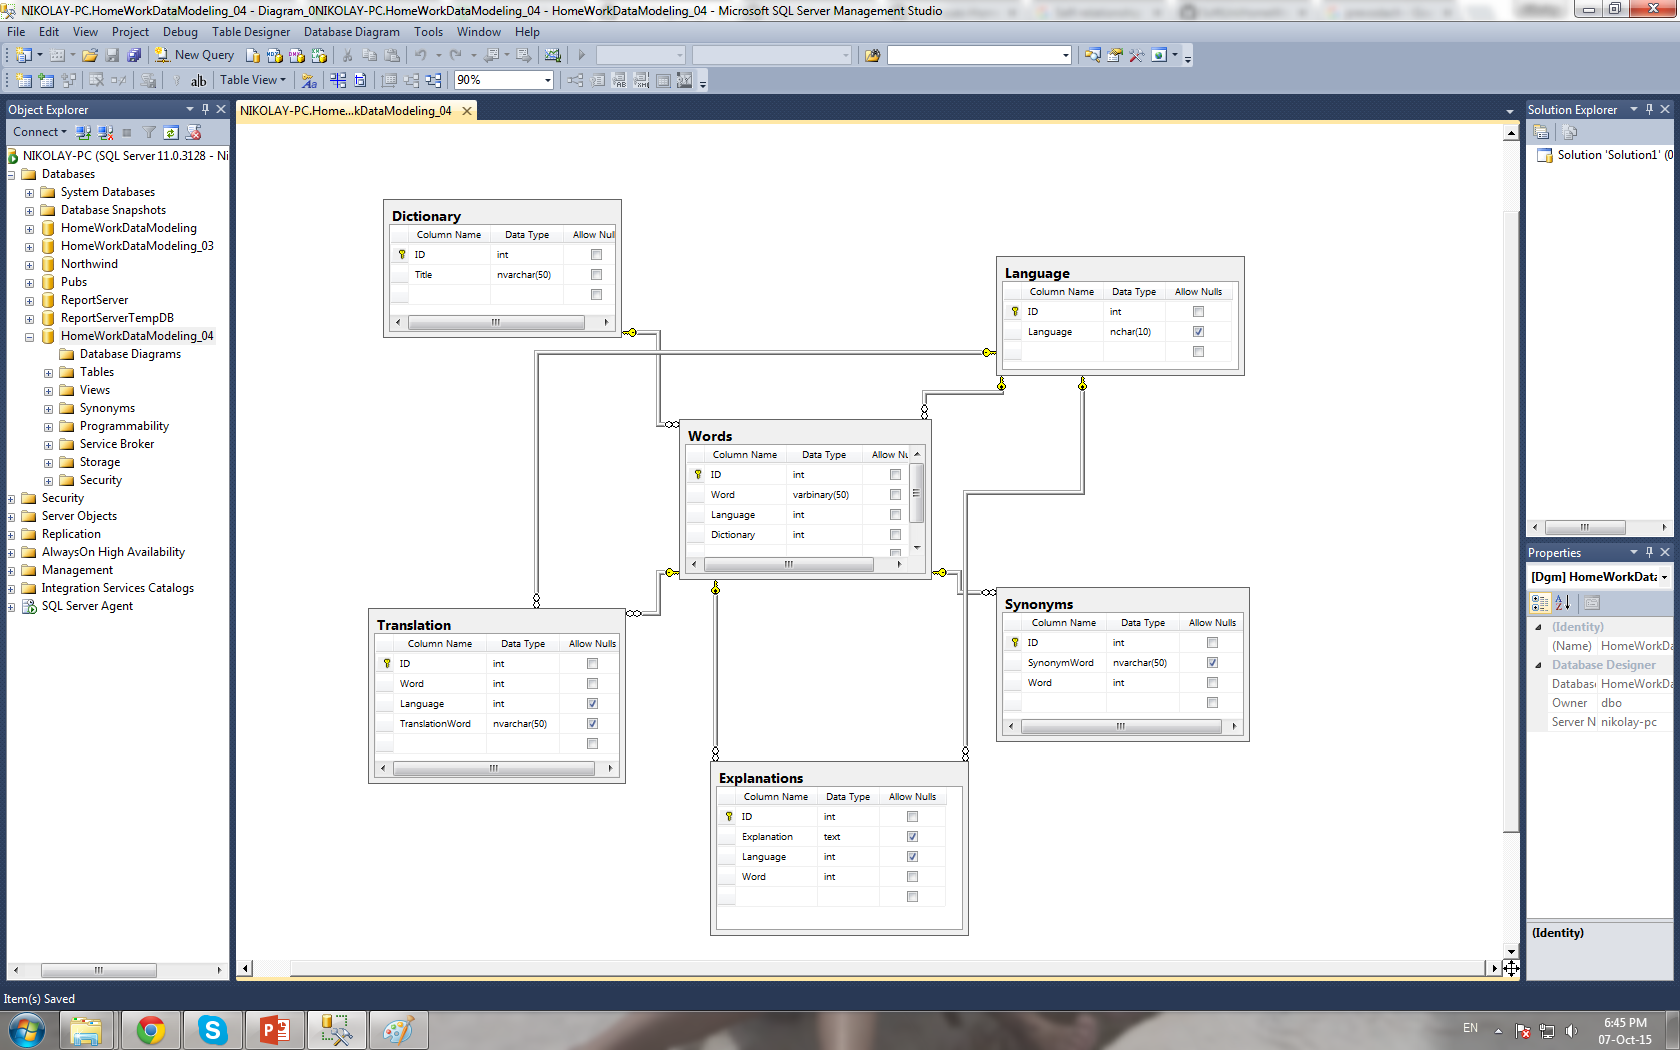 NIKOLAY-PC.HomeWorkDataModeling_04 - Diagram_0NIKOLAY-PC.HomeWorkDataModeling_04 - HomeWorkDataModeling_04 - Microsoft SQL Server Management Studio
File Edit View Project Debug Table Designer Database Diagram Tools Window Help
New Query
Table View 90%
Object Explorer
Connect
NIKOLAY-PC (SQL Server 11.0.3128 - Ni
Databases
System Databases
Database Snapshots
HomeWorkDataModeling
HomeWorkDataModeling_03
Northwind
Pubs
ReportServer
ReportServerTempDB
HomeWorkDataModeling_04
Database Diagrams
Tables
Views
Synonyms
Programmability
Service Broker
Storage
Security
Security
Server Objects
Replication
AlwaysOn High Availability
Management
Integration Services Catalogs
SQL Server Agent
NIKOLAY-PC.Home...kDataModeling_04
Dictionary
Column Name Data Type Allow Null
ID int
Title nvarchar(50)
Language
Column Name Data Type Allow Nulls
ID int
Language nchar(10)
Words
Column Name Data Type Allow Nu
ID int
Word varbinary(50)
Language int
Dictionary int
Translation
Column Name Data Type Allow Nulls
ID int
Word int
Language int
TranslationWord nvarchar(50)
Synonyms
Column Name Data Type Allow Nulls
ID int
SynonymWord nvarchar(50)
Word int
Explanations
Column Name Data Type Allow Nulls
ID int
Explanation text
Language int
Word int
Solution Explorer
Solution 'Solution1' (0
Properties
[Dgm] HomeWorkData
(Identity)
(Name) HomeWorkDa
Database Designer
Databas HomeWorkDa
Owner dbo
Server N nikolay-pc
(Identity)
Item(s) Saved
EN
6:45 PM
07-Oct-15